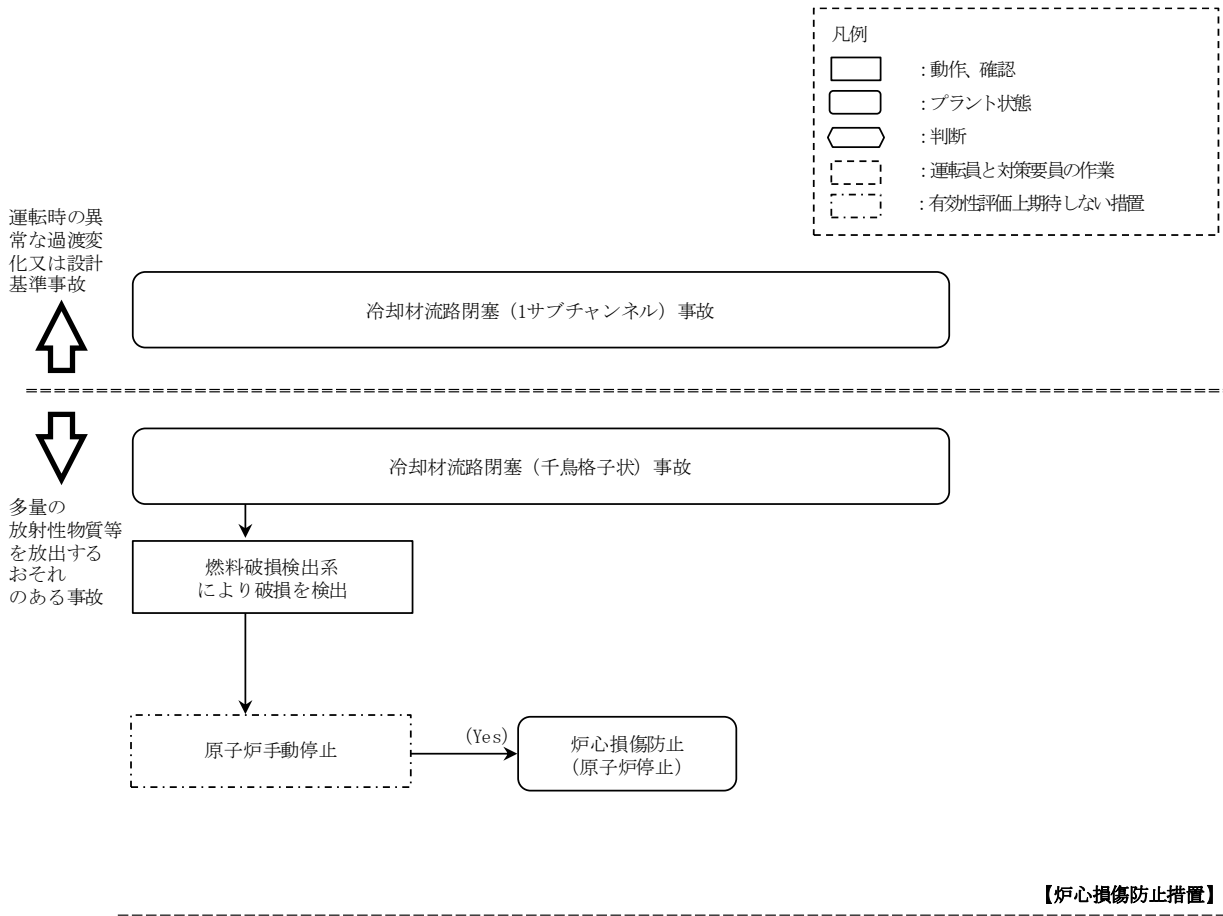 凡例
:動作、確認
:プラント状態
:判断
:運転員と対策要員の作業
:有効性評価上期待しない措置
運転時の異
常な過渡変
化又は設計
基準事故
冷却材流路閉塞（1サブチャンネル）事故
冷却材流路閉塞（千鳥格子状）事故
多量の
放射性物質等
を放出する
おそれ
のある事故
燃料破損検出系
により破損を検出
原子炉手動停止
(Yes)
炉心損傷防止
（原子炉停止）
【炉心損傷防止措置】